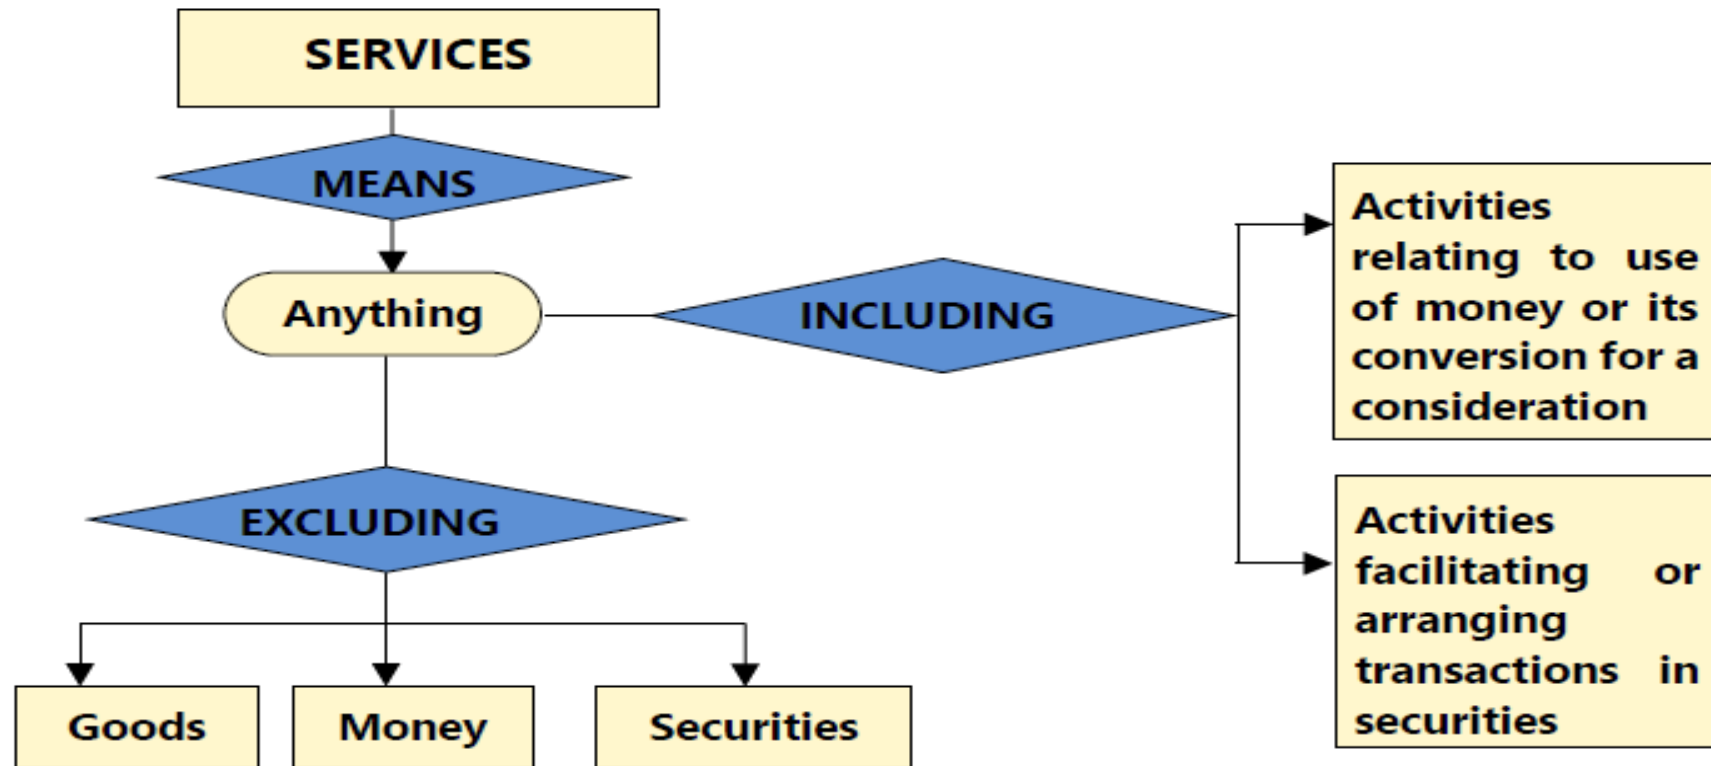 SERVICES
MEANS
Anything
INCLUDING
Activities
relating to use
of money or its
conversion for a
consideration
Activities
facilitating or
arranging
transactions in
securities
EXCLUDING
Goods
Money
Securities